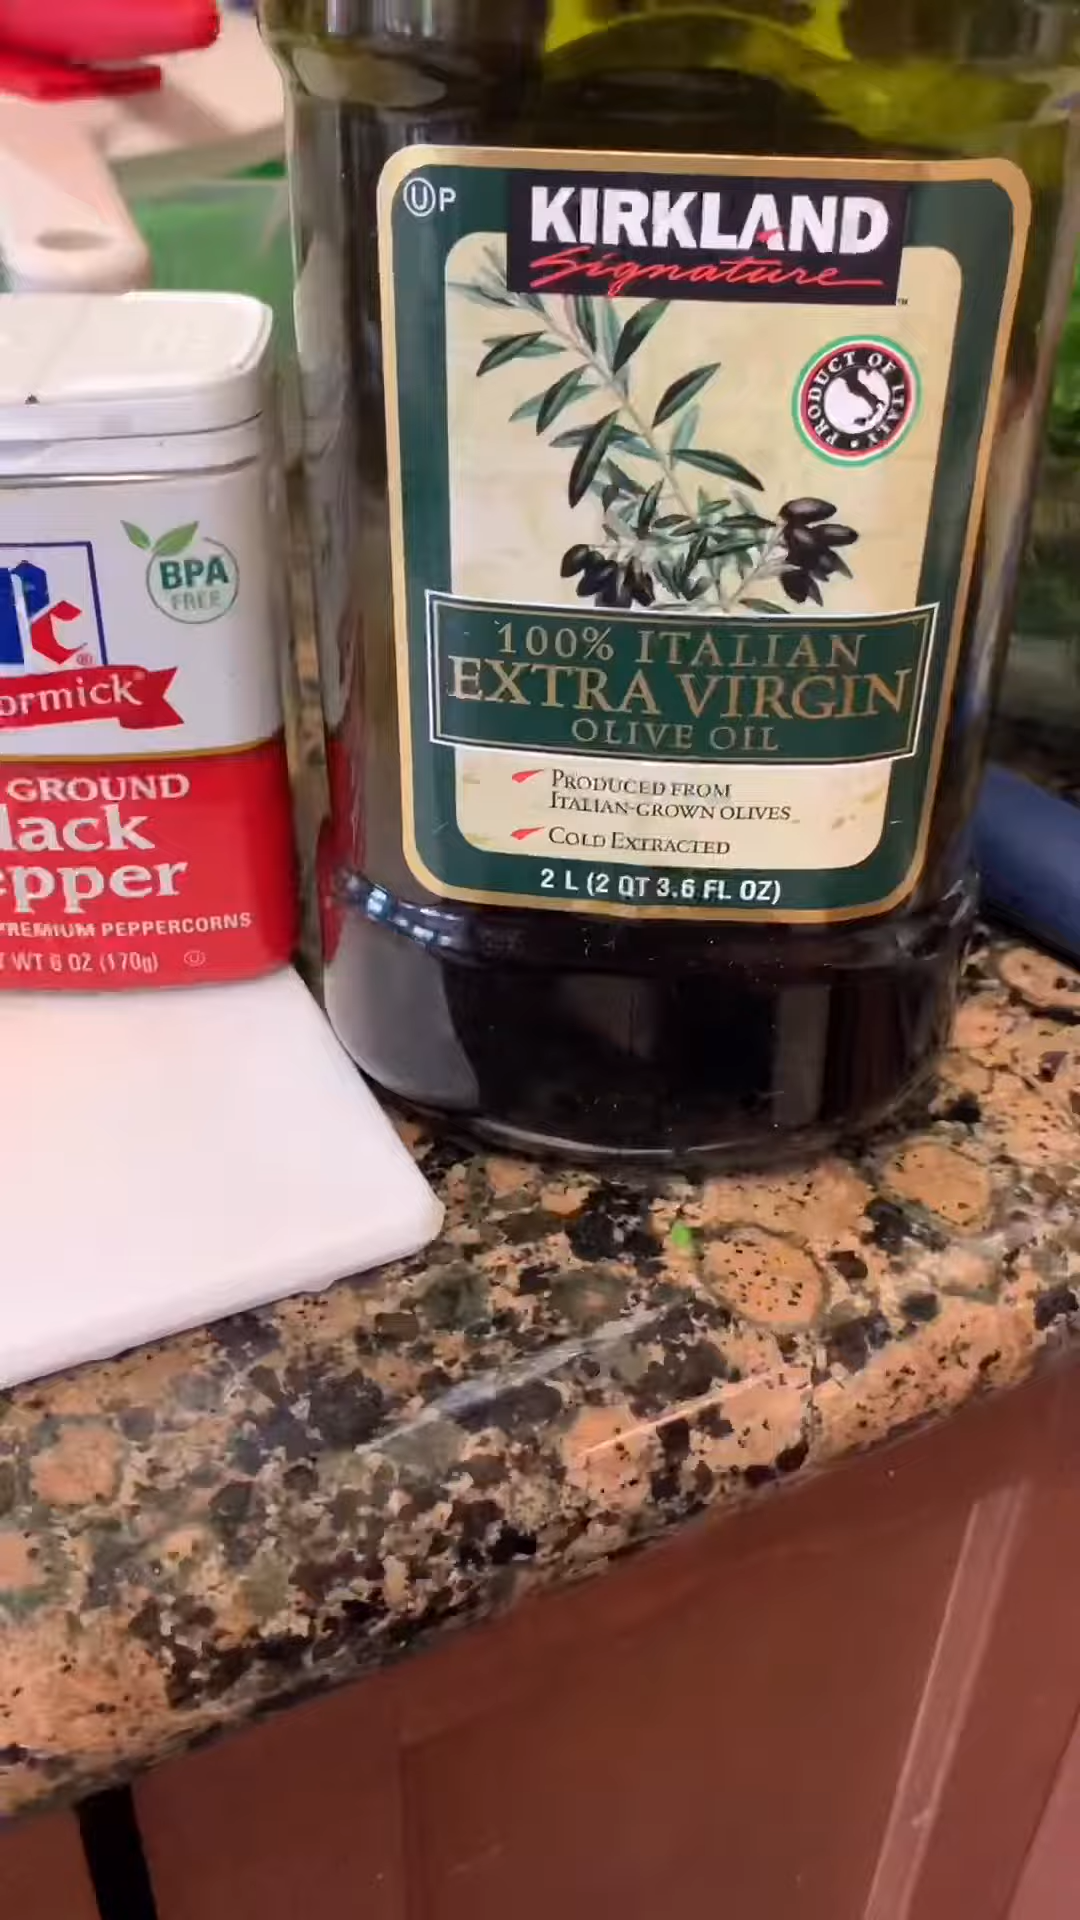 ⓊP
KIRKLAND
Signature™
PRODUCT OF ITALY
100% ITALIAN
EXTRA VIRGIN
OLIVE OIL
PRODUCED FROM
ITALIAN-GROWN OLIVES
COLD EXTRACTED
2 L (2 QT 3.6 FL OZ)
BPA
FREE
c®
ormick®
GROUND
lack
epper
PREMIUM PEPPERCORNS
T WT 6 OZ (170g) Ⓤ